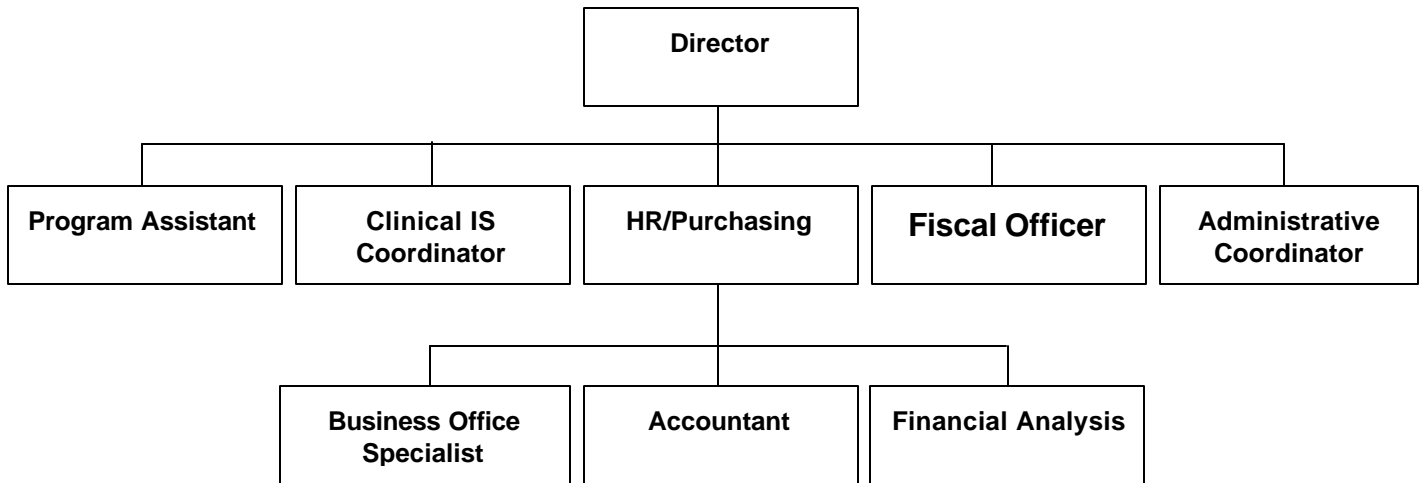 Director
Program Assistant
Clinical IS
Coordinator
HR/Purchasing
Fiscal Officer
Administrative
Coordinator
Business Office
Specialist
Accountant
Financial Analysis